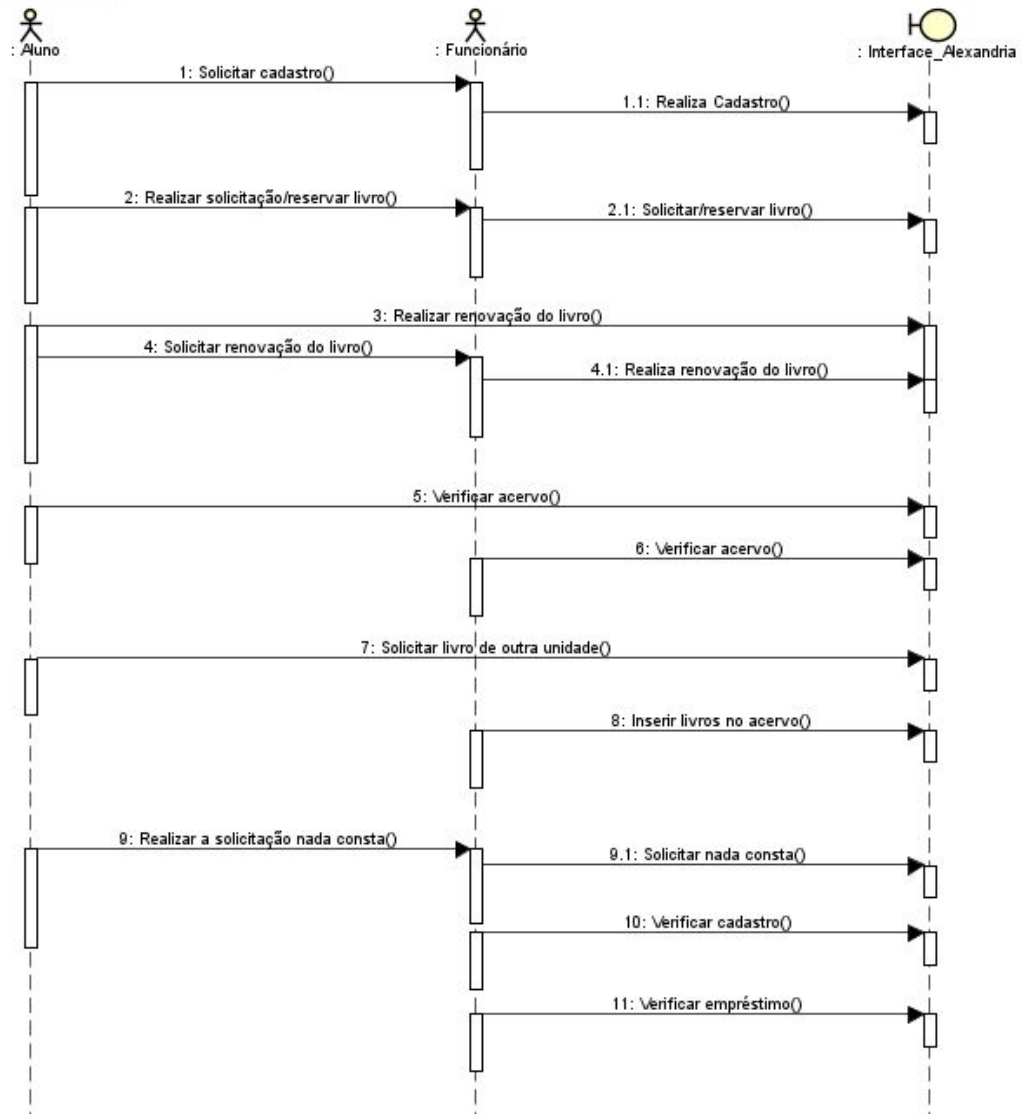 : Aluno
: Funcionário
: Interface_Alexandria
1: Solicitar cadastro()
1.1: Realiza Cadastro()
2: Realizar solicitação/reservar livro()
2.1: Solicitar/reservar livro()
3: Realizar renovação do livro()
4: Solicitar renovação do livro()
4.1: Realiza renovação do livro()
5: Verificar acervo()
6: Verificar acervo()
7: Solicitar livro de outra unidade()
8: Inserir livros no acervo()
9: Realizar a solicitação nada consta()
9.1: Solicitar nada consta()
10: Verificar cadastro()
11: Verificar empréstimo()